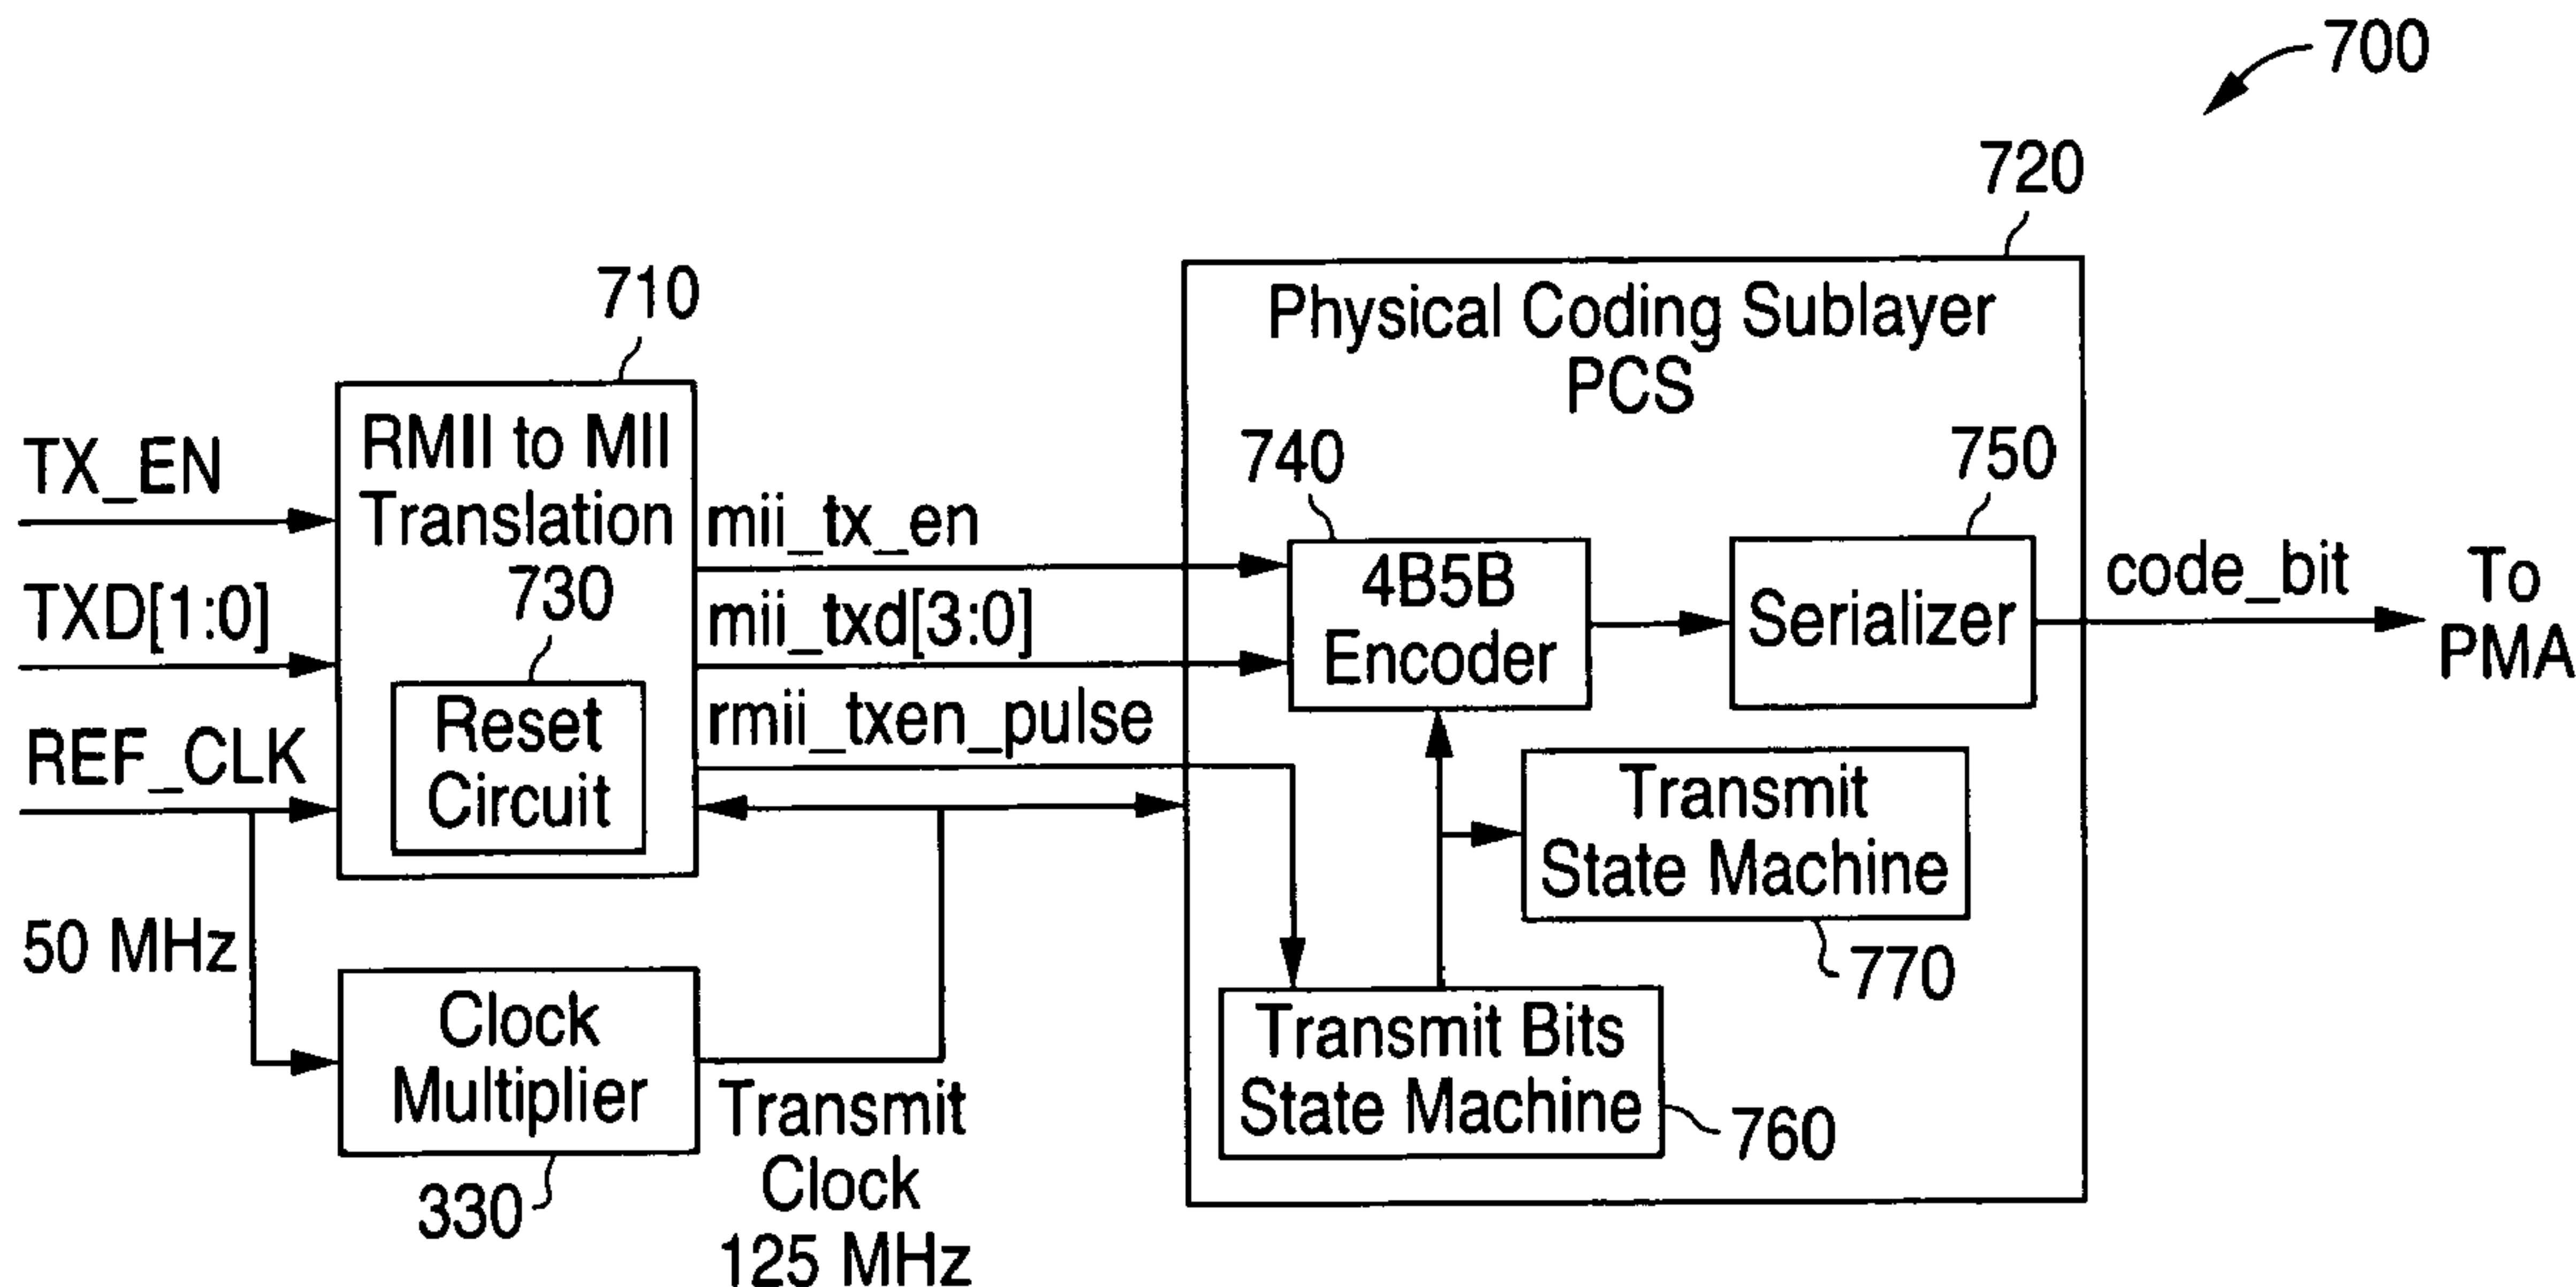 700
720
710
Physical Coding Sublayer
PCS
TX_EN
RMII to MII
Translation
mii_tx_en
740
750
TXD[1:0]
730
mii_txd[3:0]
4B5B
Encoder
Serializer
code_bit
To
PMA
REF_CLK
Reset
Circuit
rmii_txen_pulse
Transmit
State Machine
770
50 MHz
Clock
Multiplier
330
Transmit
Clock
125 MHz
Transmit Bits
State Machine
760